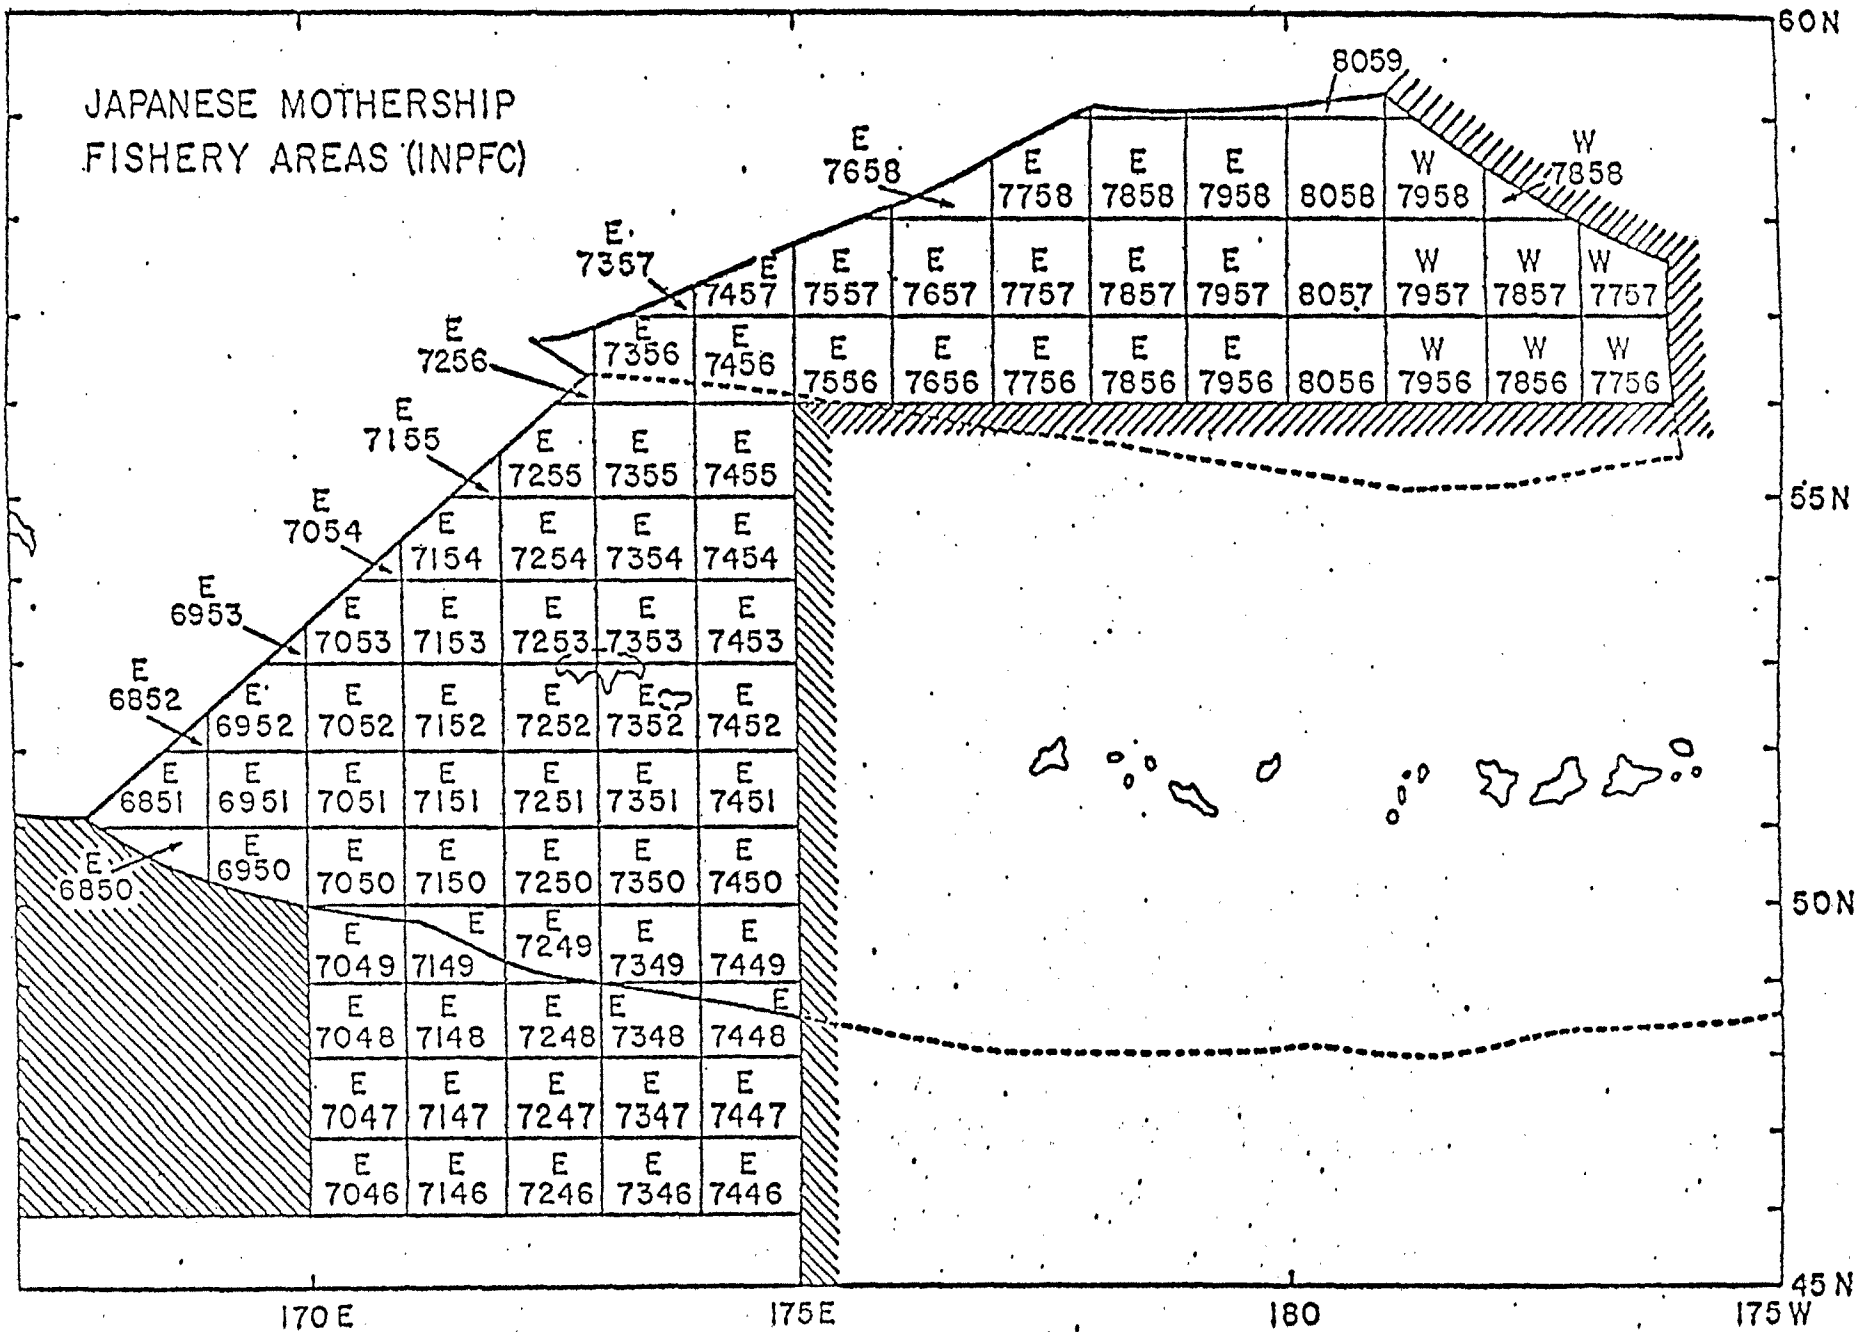 60N
8059
JAPANESE MOTHERSHIP
FISHERY AREAS (INPFC)
E
7658
E
7758
E
7858
E
7958
8058
W
7958
W
7858
E
7357
E
7457
E
7557
E
7657
E
7757
E
7857
E
7957
8057
W
7957
W
7857
W
7757
E
7256
E
7356
E
7456
E
7556
E
7656
E
7756
E
7856
E
7956
8056
W
7956
W
7856
W
7756
E
7155
E
7255
E
7355
E
7455
55N
E
7054
E
7154
E
7254
E
7354
E
7454
E
6953
E
7053
E
7153
E
7253
E
7353
E
7453
E
6852
E
6952
E
7052
E
7152
E
7252
E
7352
E
7452
E
6851
E
6951
E
7051
E
7151
E
7251
E
7351
E
7451
E
6850
E
6950
E
7050
E
7150
E
7250
E
7350
E
7450
50N
E
7049
E
7149
E
7249
E
7349
E
7449
E
7048
E
7148
E
7248
E
7348
E
7448
E
7047
E
7147
E
7247
E
7347
E
7447
E
7046
E
7146
E
7246
E
7346
E
7446
45N
170E
175E
180
175W